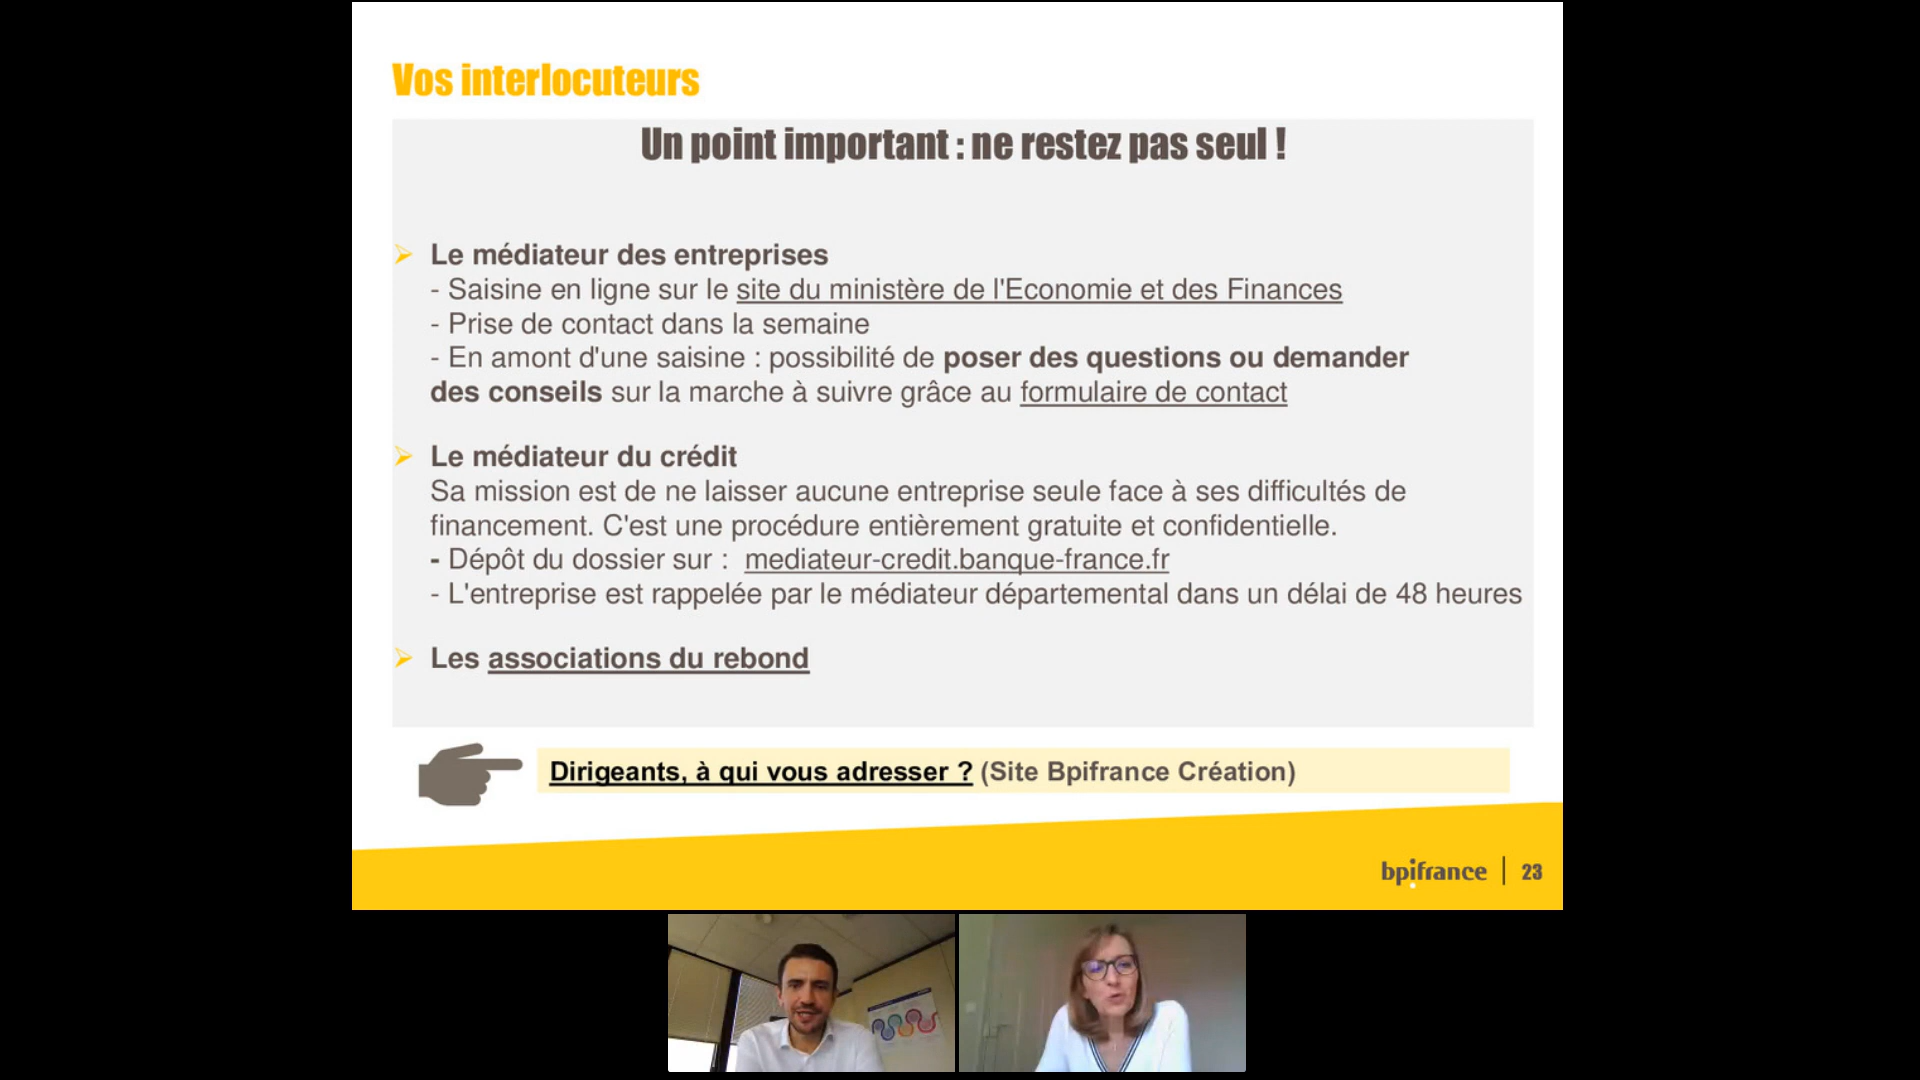 Vos interlocuteurs
Un point important : ne restez pas seul !
Le médiateur des entreprises
- Saisine en ligne sur le site du ministère de l'Economie et des Finances
- Prise de contact dans la semaine
- En amont d'une saisine : possibilité de poser des questions ou demander
des conseils sur la marche à suivre grâce au formulaire de contact
Le médiateur du crédit
Sa mission est de ne laisser aucune entreprise seule face à ses difficultés de
financement. C'est une procédure entièrement gratuite et confidentielle.
- Dépôt du dossier sur : mediateur-credit.banque-france.fr
- L'entreprise est rappelée par le médiateur départemental dans un délai de 48 heures
Les associations du rebond
Dirigeants, à qui vous adresser ? (Site Bpifrance Création)
bpifrance | 23